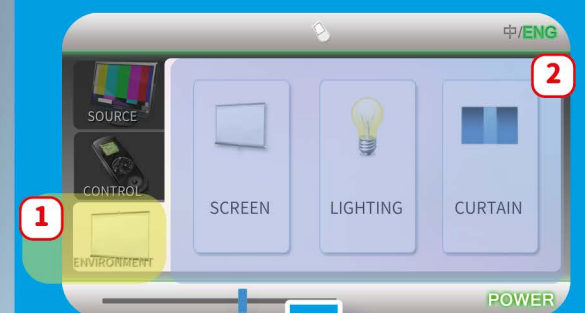 中/ENG
2
SOURCE
CONTROL
1
SCREEN
LIGHTING
CURTAIN
ENVIRONMENT
POWER